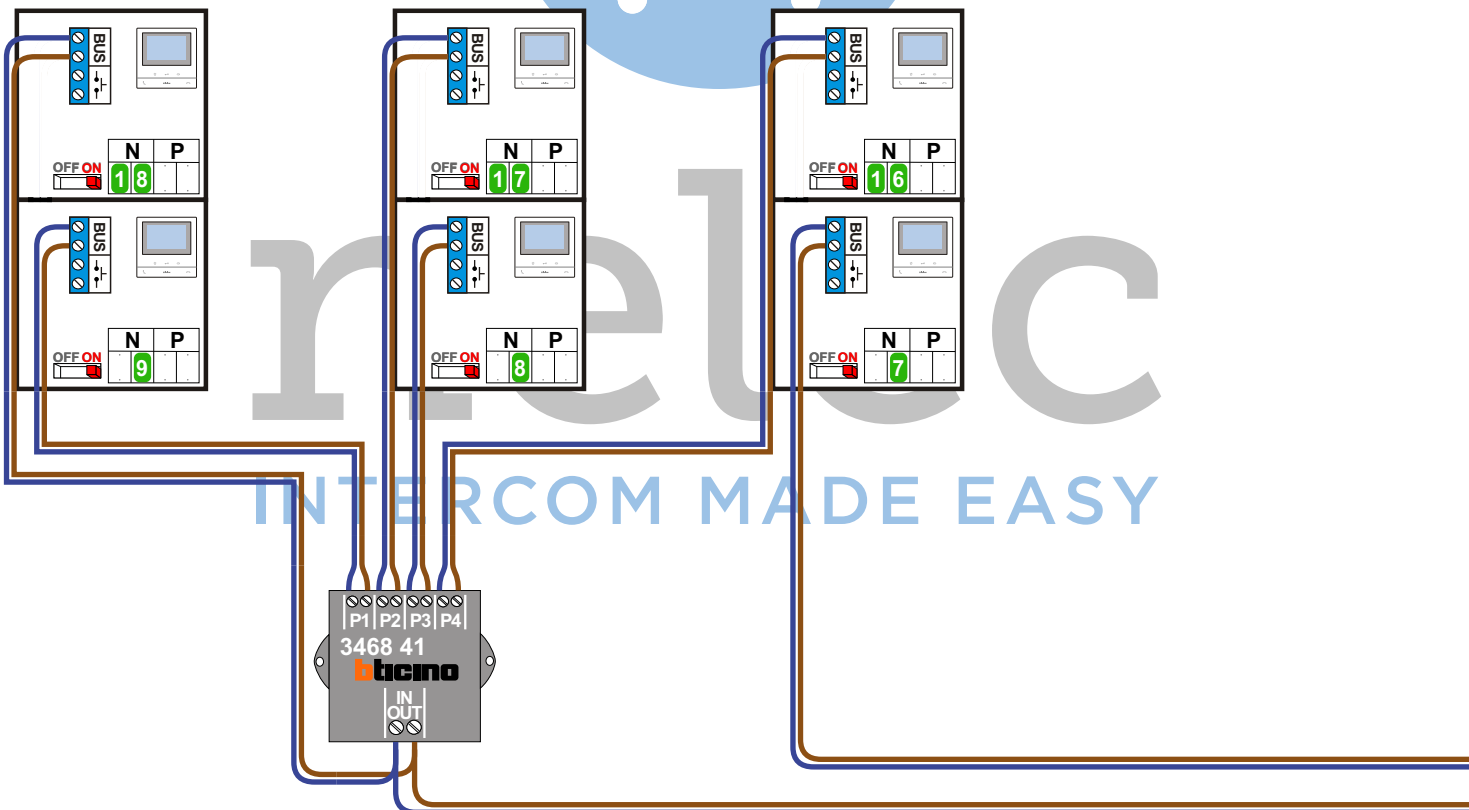 BUS
BUS
BUS
N P
N P
N P
OFF ON
1 8
OFF ON
1 7
OFF ON
1 6
BUS
BUS
BUS
N P
N P
N P
OFF ON
9
OFF ON
8
OFF ON
7
nelec
INTERCOM MADE EASY
P1 P2 P3 P4
3468 41
bticino
IN
OUT